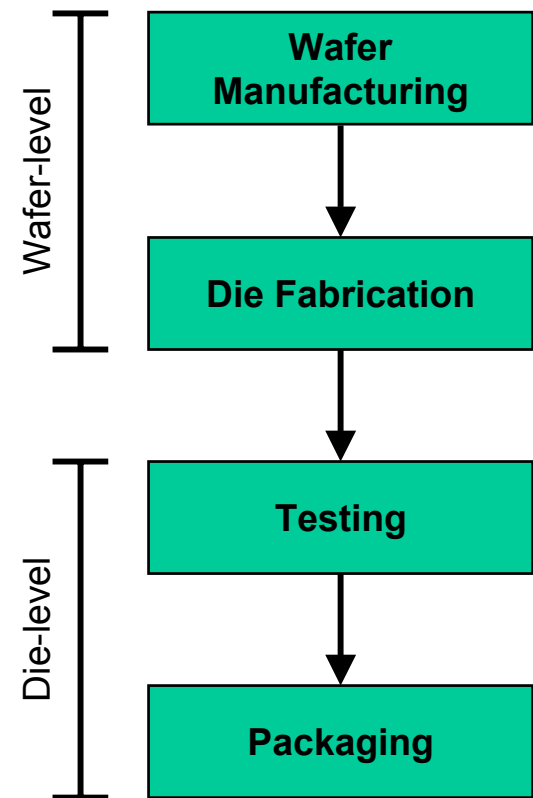 Wafer-level
Wafer
Manufacturing
Die Fabrication
Die-level
Testing
Packaging